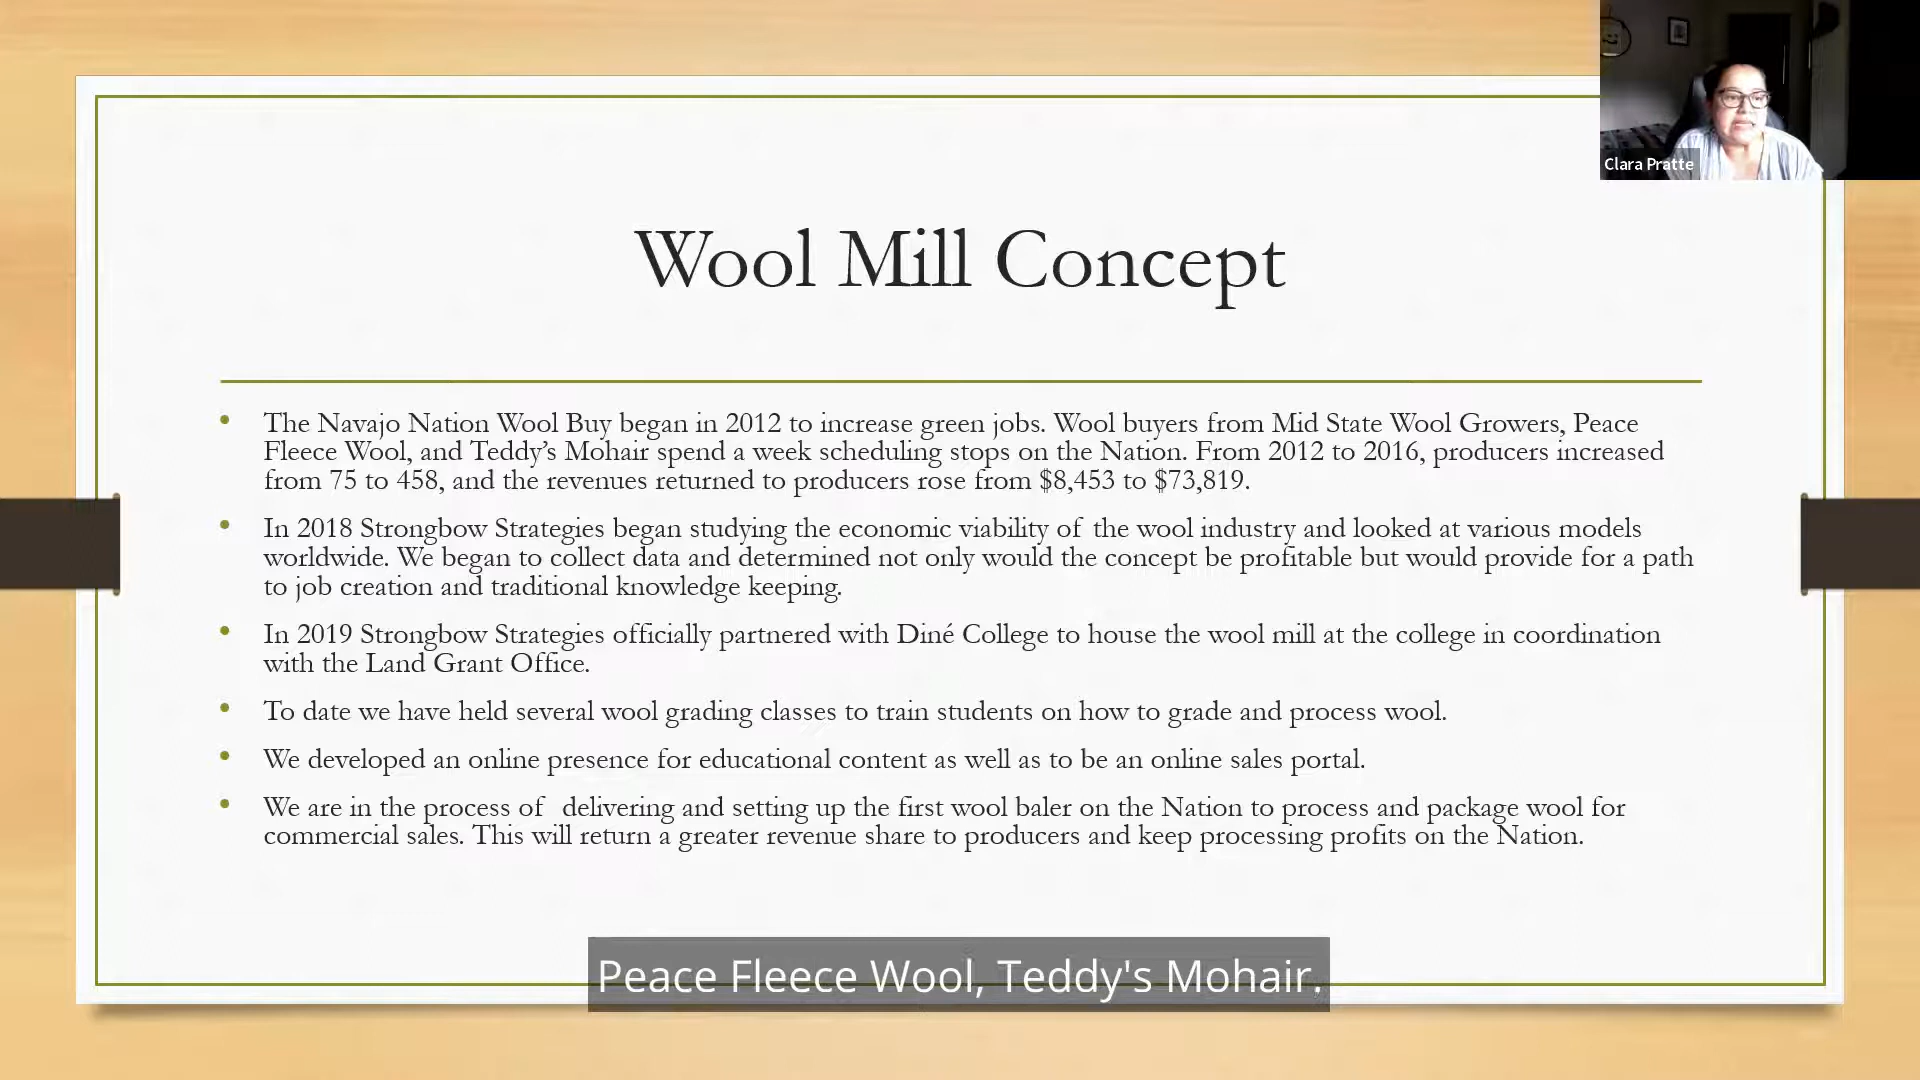 Clara Pratte
Wool Mill Concept
• The Navajo Nation Wool Buy began in 2012 to increase green jobs. Wool buyers from Mid State Wool Growers, Peace
Fleece Wool, and Teddy’s Mohair spend a week scheduling stops on the Nation. From 2012 to 2016, producers increased
from 75 to 458, and the revenues returned to producers rose from $8,453 to $73,819.
• In 2018 Strongbow Strategies began studying the economic viability of the wool industry and looked at various models
worldwide. We began to collect data and determined not only would the concept be profitable but would provide for a path
to job creation and traditional knowledge keeping.
• In 2019 Strongbow Strategies officially partnered with Diné College to house the wool mill at the college in coordination
with the Land Grant Office.
• To date we have held several wool grading classes to train students on how to grade and process wool.
• We developed an online presence for educational content as well as to be an online sales portal.
• We are in the process of  delivering and setting up the first wool baler on the Nation to process and package wool for
commercial sales. This will return a greater revenue share to producers and keep processing profits on the Nation.
Peace Fleece Wool, Teddy's Mohair.